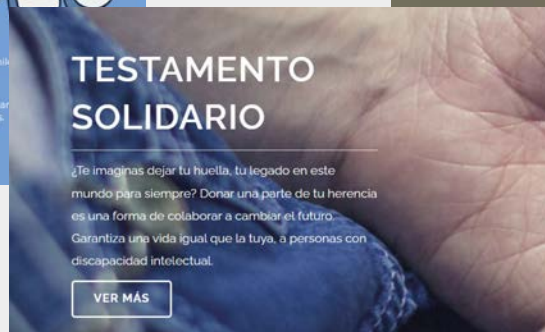 TESTAMENTO
SOLIDARIO
¿Te imaginas dejar tu huella, tu legado en este
mundo para siempre? Donar una parte de tu herencia
es una forma de colaborar a cambiar el futuro.
Garantiza una vida igual que la tuya, a personas con
discapacidad intelectual.
VER MÁS